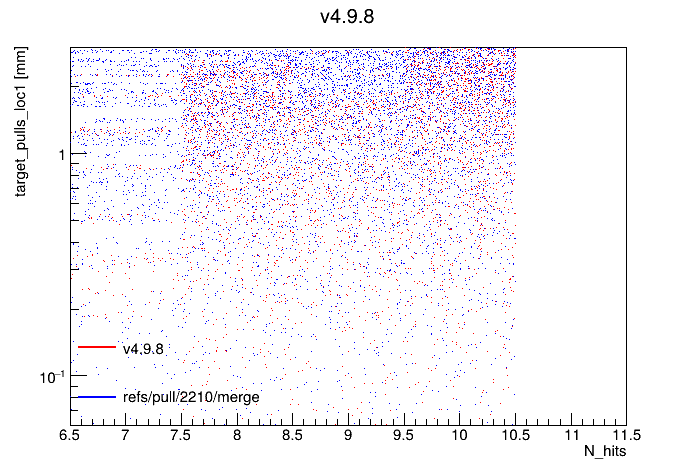 v4.9.8
target_pulls_loc1 [mm]
1
10⁻¹
v4.9.8
refs/pull/2210/merge
6.5 7 7.5 8 8.5 9 9.5 10 10.5 11 11.5
N_hits